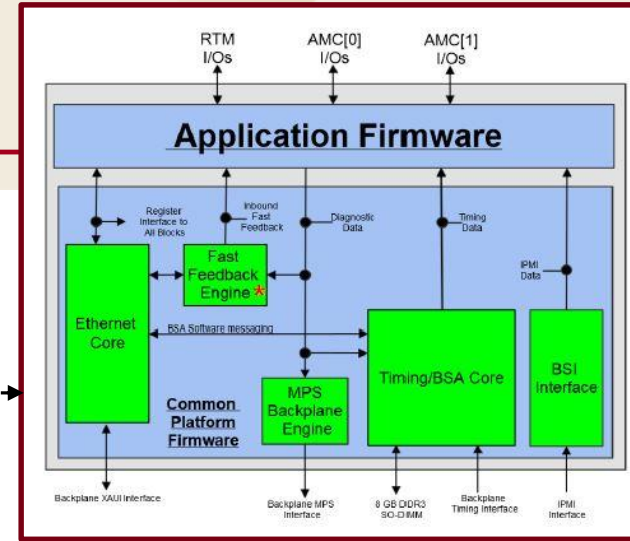 RTM
I/Os
AMC[0]
I/Os
AMC[1]
I/Os
Application Firmware
Register
Interface to
All Blocks
Inbound
Fast
Feedback
Diagnostic
Data
Timing
Data
IPMI
Data
Fast
Feedback
Engine *
Ethernet
Core
BSA Software messaging
Timing/BSA Core
BSI
Interface
MPS
Backplane
Engine
Common
Platform
Firmware
Backplane XAUI Interface
Backplane MPS
Interface
8 GB DDR3
SO-DIMM
Backplane
Timing Interface
IPMI
Interface